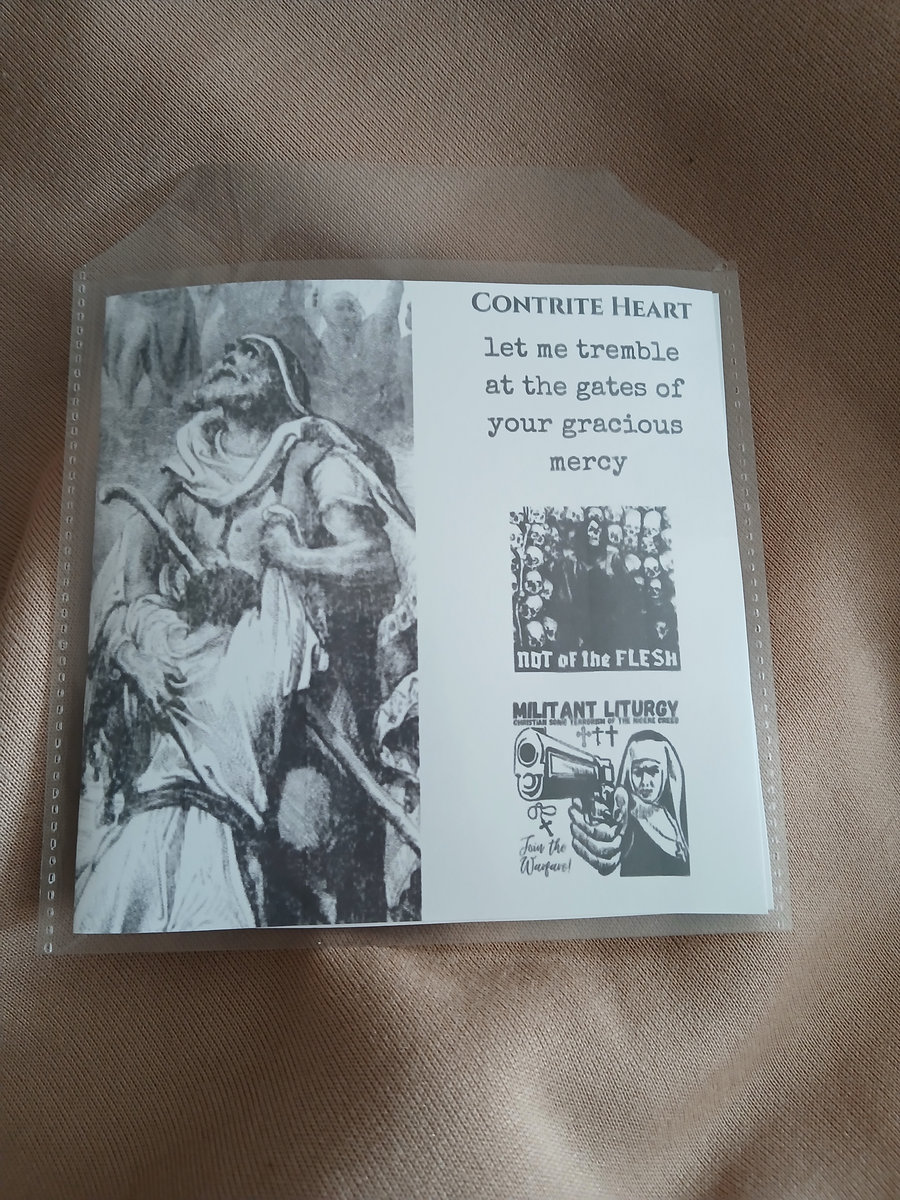 CONTRITE HEART
let me tremble
at the gates of
your gracious
mercy
NOT of the FLESH
MILITANT LITURGY
CHRISTIAN SONIC TERRORISM OF THE NICENE CREED
Join the
Warfare!